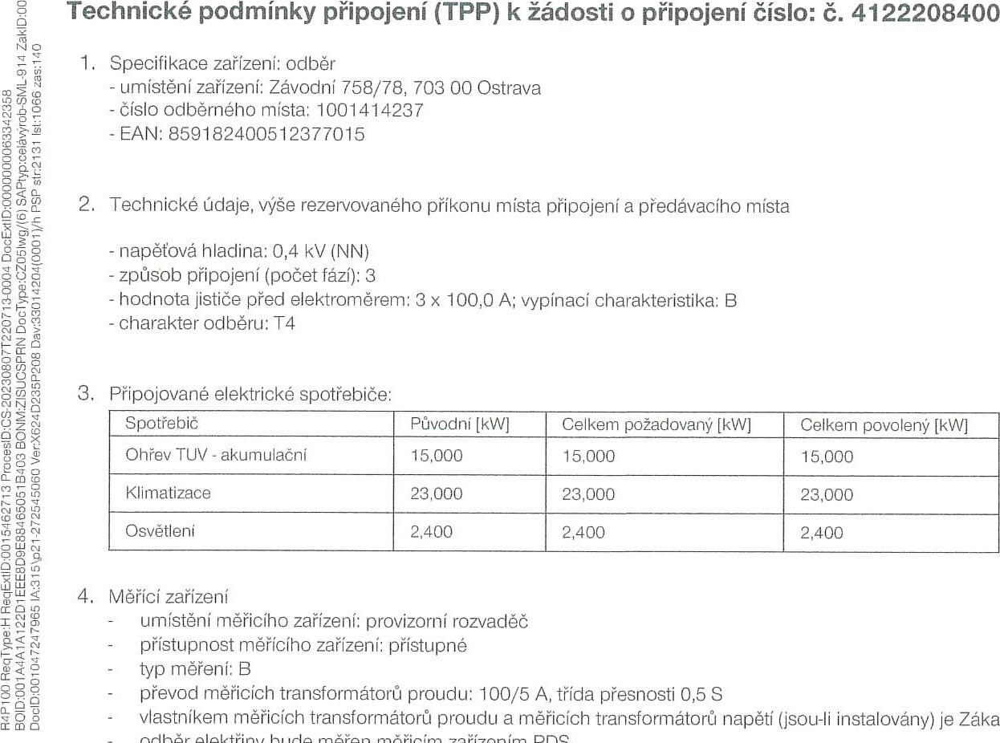 Technické podmínky připojení (TPP) k žádosti o připojení číslo: č. 4122208400
1. Specifikace zařízení: odběr
- umístění zařízení: Závodní 758/78, 703 00 Ostrava
- číslo odběrného místa: 1001414237
- EAN: 859182400512377015
2. Technické údaje, výše rezervovaného příkonu místa připojení a předávacího místa
- napěťová hladina: 0,4 kV (NN)
- způsob připojení (počet fází): 3
- hodnota jističe před elektroměrem: 3 x 100,0 A; vypínací charakteristika: B
- charakter odběru: T4
3. Připojované elektrické spotřebiče:
Spotřebič Původní [kW] Celkem požadovaný [kW] Celkem povolený [kW]
Ohřev TUV - akumulační 15,000 15,000 15,000
Klimatizace 23,000 23,000 23,000
Osvětlení 2,400 2,400 2,400
4. Měřící zařízení
- umístění měřicího zařízení: provizorní rozvaděč
- přístupnost měřícího zařízení: přístupné
- typ měření: B
- převod měřicích transformátorů proudu: 100/5 A, třída přesnosti 0,5 S
- vlastníkem měřicích transformátorů proudu a měřicích transformátorů napětí (jsou-li instalovány) je Záka
- odběr elektřiny bude měřen měřicím zařízením PDS
R4P100 ReqType:H ReqExtID:0015462713 ProcesID:CS-20230807T220713-0004 DocExtID:000000063342358
BOID:001A4A1A122D1EEE8D9E88465051B403 BONM:ZISUCSPRN DocType:CZ05lwg/(6) SAPtyp:celávýrob-SML-914 ZakID:00
DocID:001047247965 IA:315\p21-272545060 Ver:X624D235P208 Dav:33014204(0001)/h PSP str:2131 lst:1066 zas:140